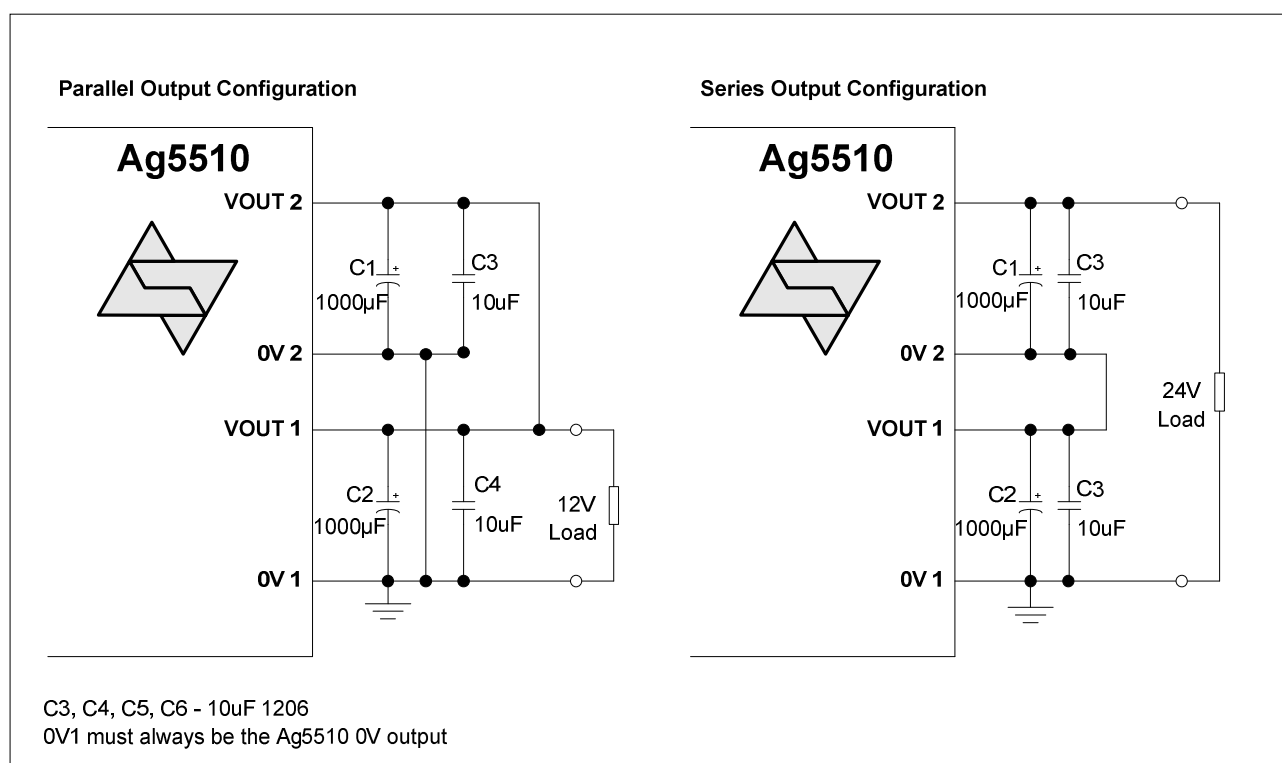 Parallel Output Configuration
Ag5510
VOUT 2
C1
+
1000µF
C3
10uF
0V 2
VOUT 1
C2
+
1000µF
C4
10uF
12V
Load
0V 1
Series Output Configuration
Ag5510
VOUT 2
C1
+
1000µF
C3
10uF
0V 2
24V
Load
VOUT 1
C2
+
1000µF
C3
10uF
0V 1
C3, C4, C5, C6 - 10uF 1206
0V1 must always be the Ag5510 0V output